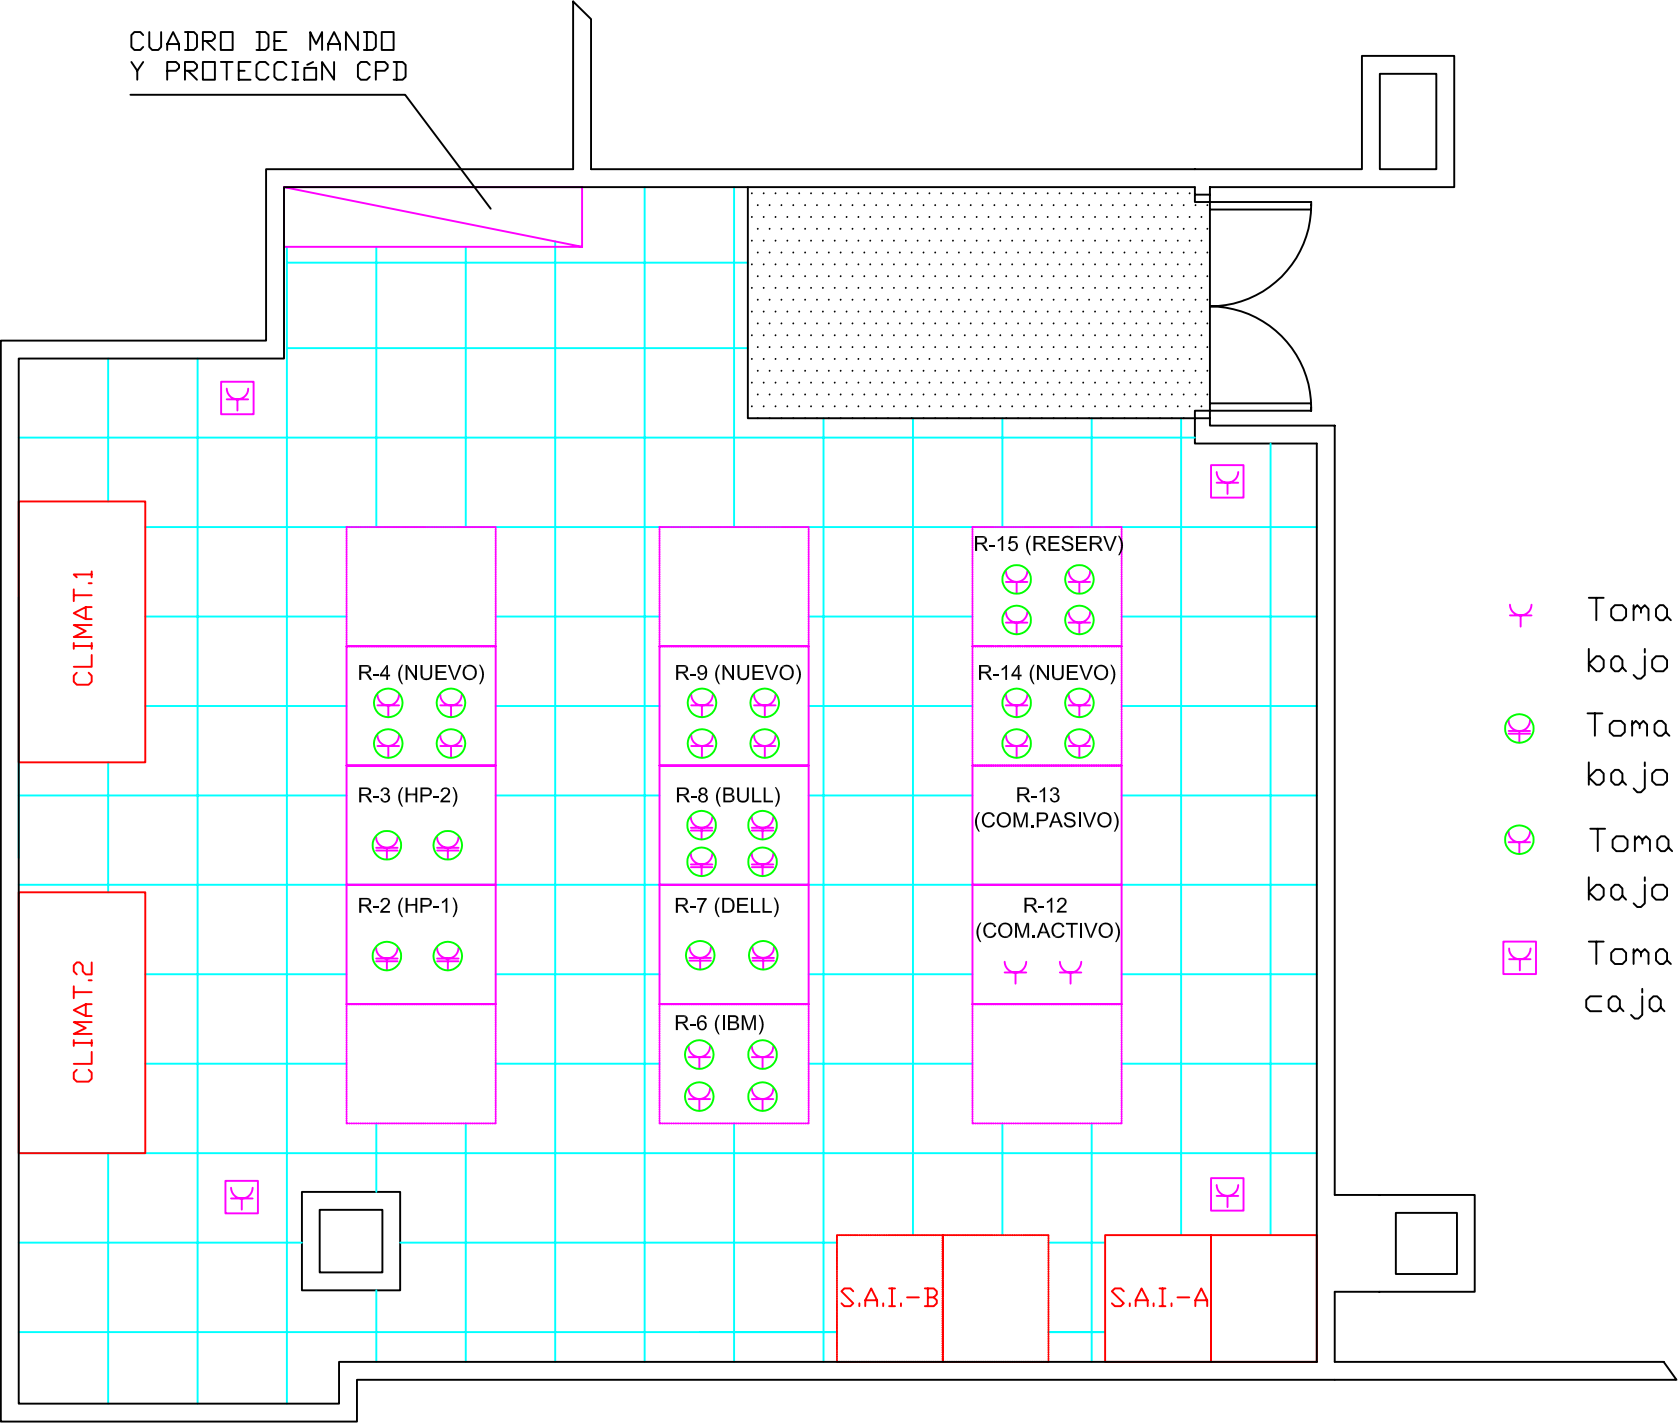 CUADRO DE MANDO
Y PROTECCIóN CPD
CLIMAT.1
CLIMAT.2
R-4 (NUEVO)
R-3 (HP-2)
R-2 (HP-1)
R-9 (NUEVO)
R-8 (BULL)
R-7 (DELL)
R-6 (IBM)
R-15 (RESERV)
R-14 (NUEVO)
R-13
(COM.PASIVO)
R-12
(COM.ACTIVO)
S.A.I.-B
S.A.I.-A
Toma
bajo
Toma
bajo
Toma
bajo
Toma
caja